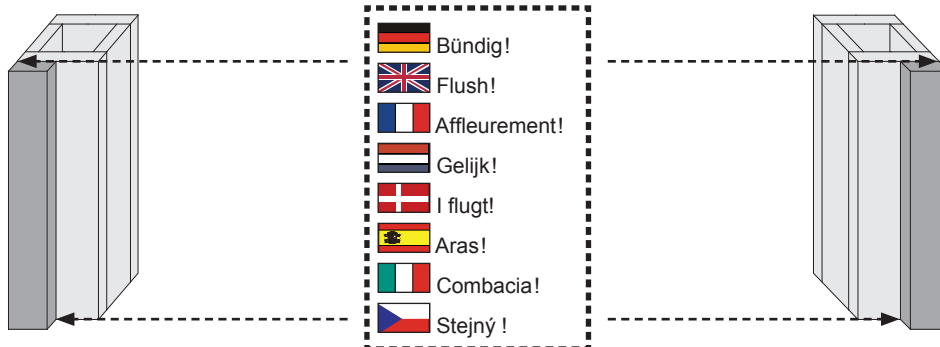 Bündig!
Flush!
Affleurement!
Gelijk!
I flugt!
Aras!
Combacia!
Stejný !